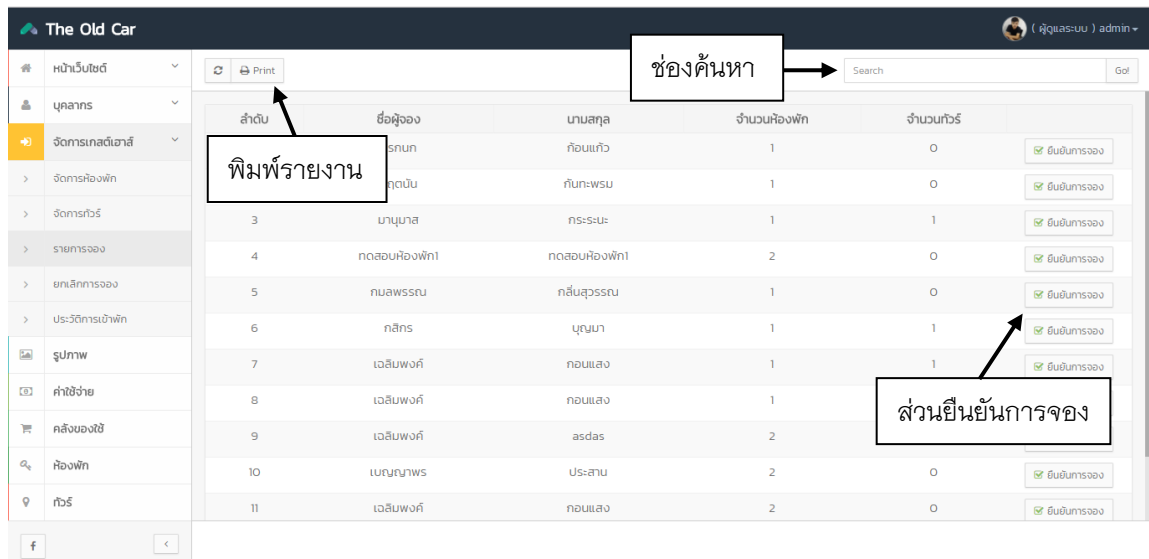 The Old Car
( ผู้ดูแลระบบ ) admin
หน้าเว็บไซต์
บุคลากร
จัดการเกสต์เฮาส์
จัดการห้องพัก
จัดการทัวร์
รายการจอง
ยกเลิกการจอง
ประวัติการเข้าพัก
รูปภาพ
ค่าใช้จ่าย
คลังของใช้
ห้องพัก
ทัวร์
Print
ช่องค้นหา
Search Go!
พิมพ์รายงาน
ลำดับ ชื่อผู้จอง นามสกุล จำนวนห้องพัก จำนวนทัวร์
ก้อนแก้ว 1 0 ยืนยันการจอง
กันทะพรม 1 0 ยืนยันการจอง
3 มานุมาส กระระนะ 1 1 ยืนยันการจอง
4 ทดสอบห้องพัก1 ทดสอบห้องพัก1 2 0 ยืนยันการจอง
5 กมลพรรณ กลิ่นสุวรรณ 1 0 ยืนยันการจอง
6 กสิกร บุญมา 1 1 ยืนยันการจอง
7 เฉลิมพงค์ กอนแสง 1 1 ยืนยันการจอง
8 เฉลิมพงค์ กอนแสง 1
9 เฉลิมพงค์ asdas 2
ส่วนยืนยันการจอง
10 เบญญาพร ประสาน 2 0 ยืนยันการจอง
11 เฉลิมพงค์ กอนแสง 2 0 ยืนยันการจอง